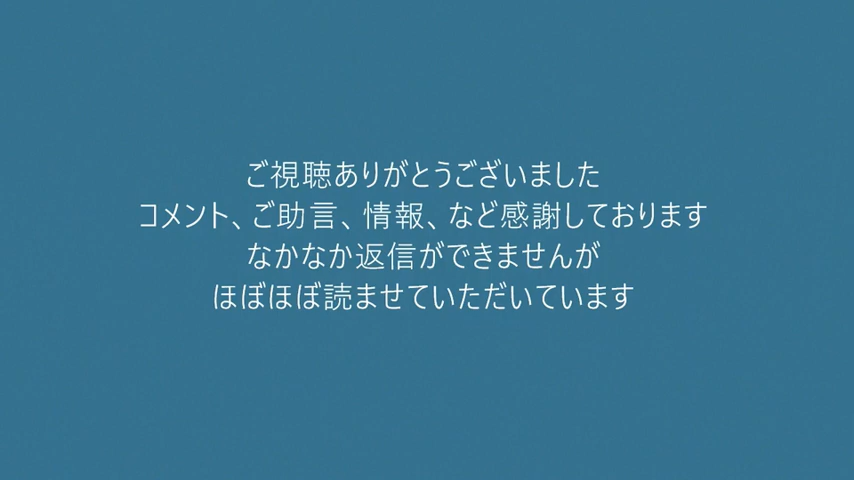 ご視聴ありがとうございました
コメント、ご助言、情報、など感謝しております
なかなか返信ができませんが
ほぼほぼ読ませていただいています